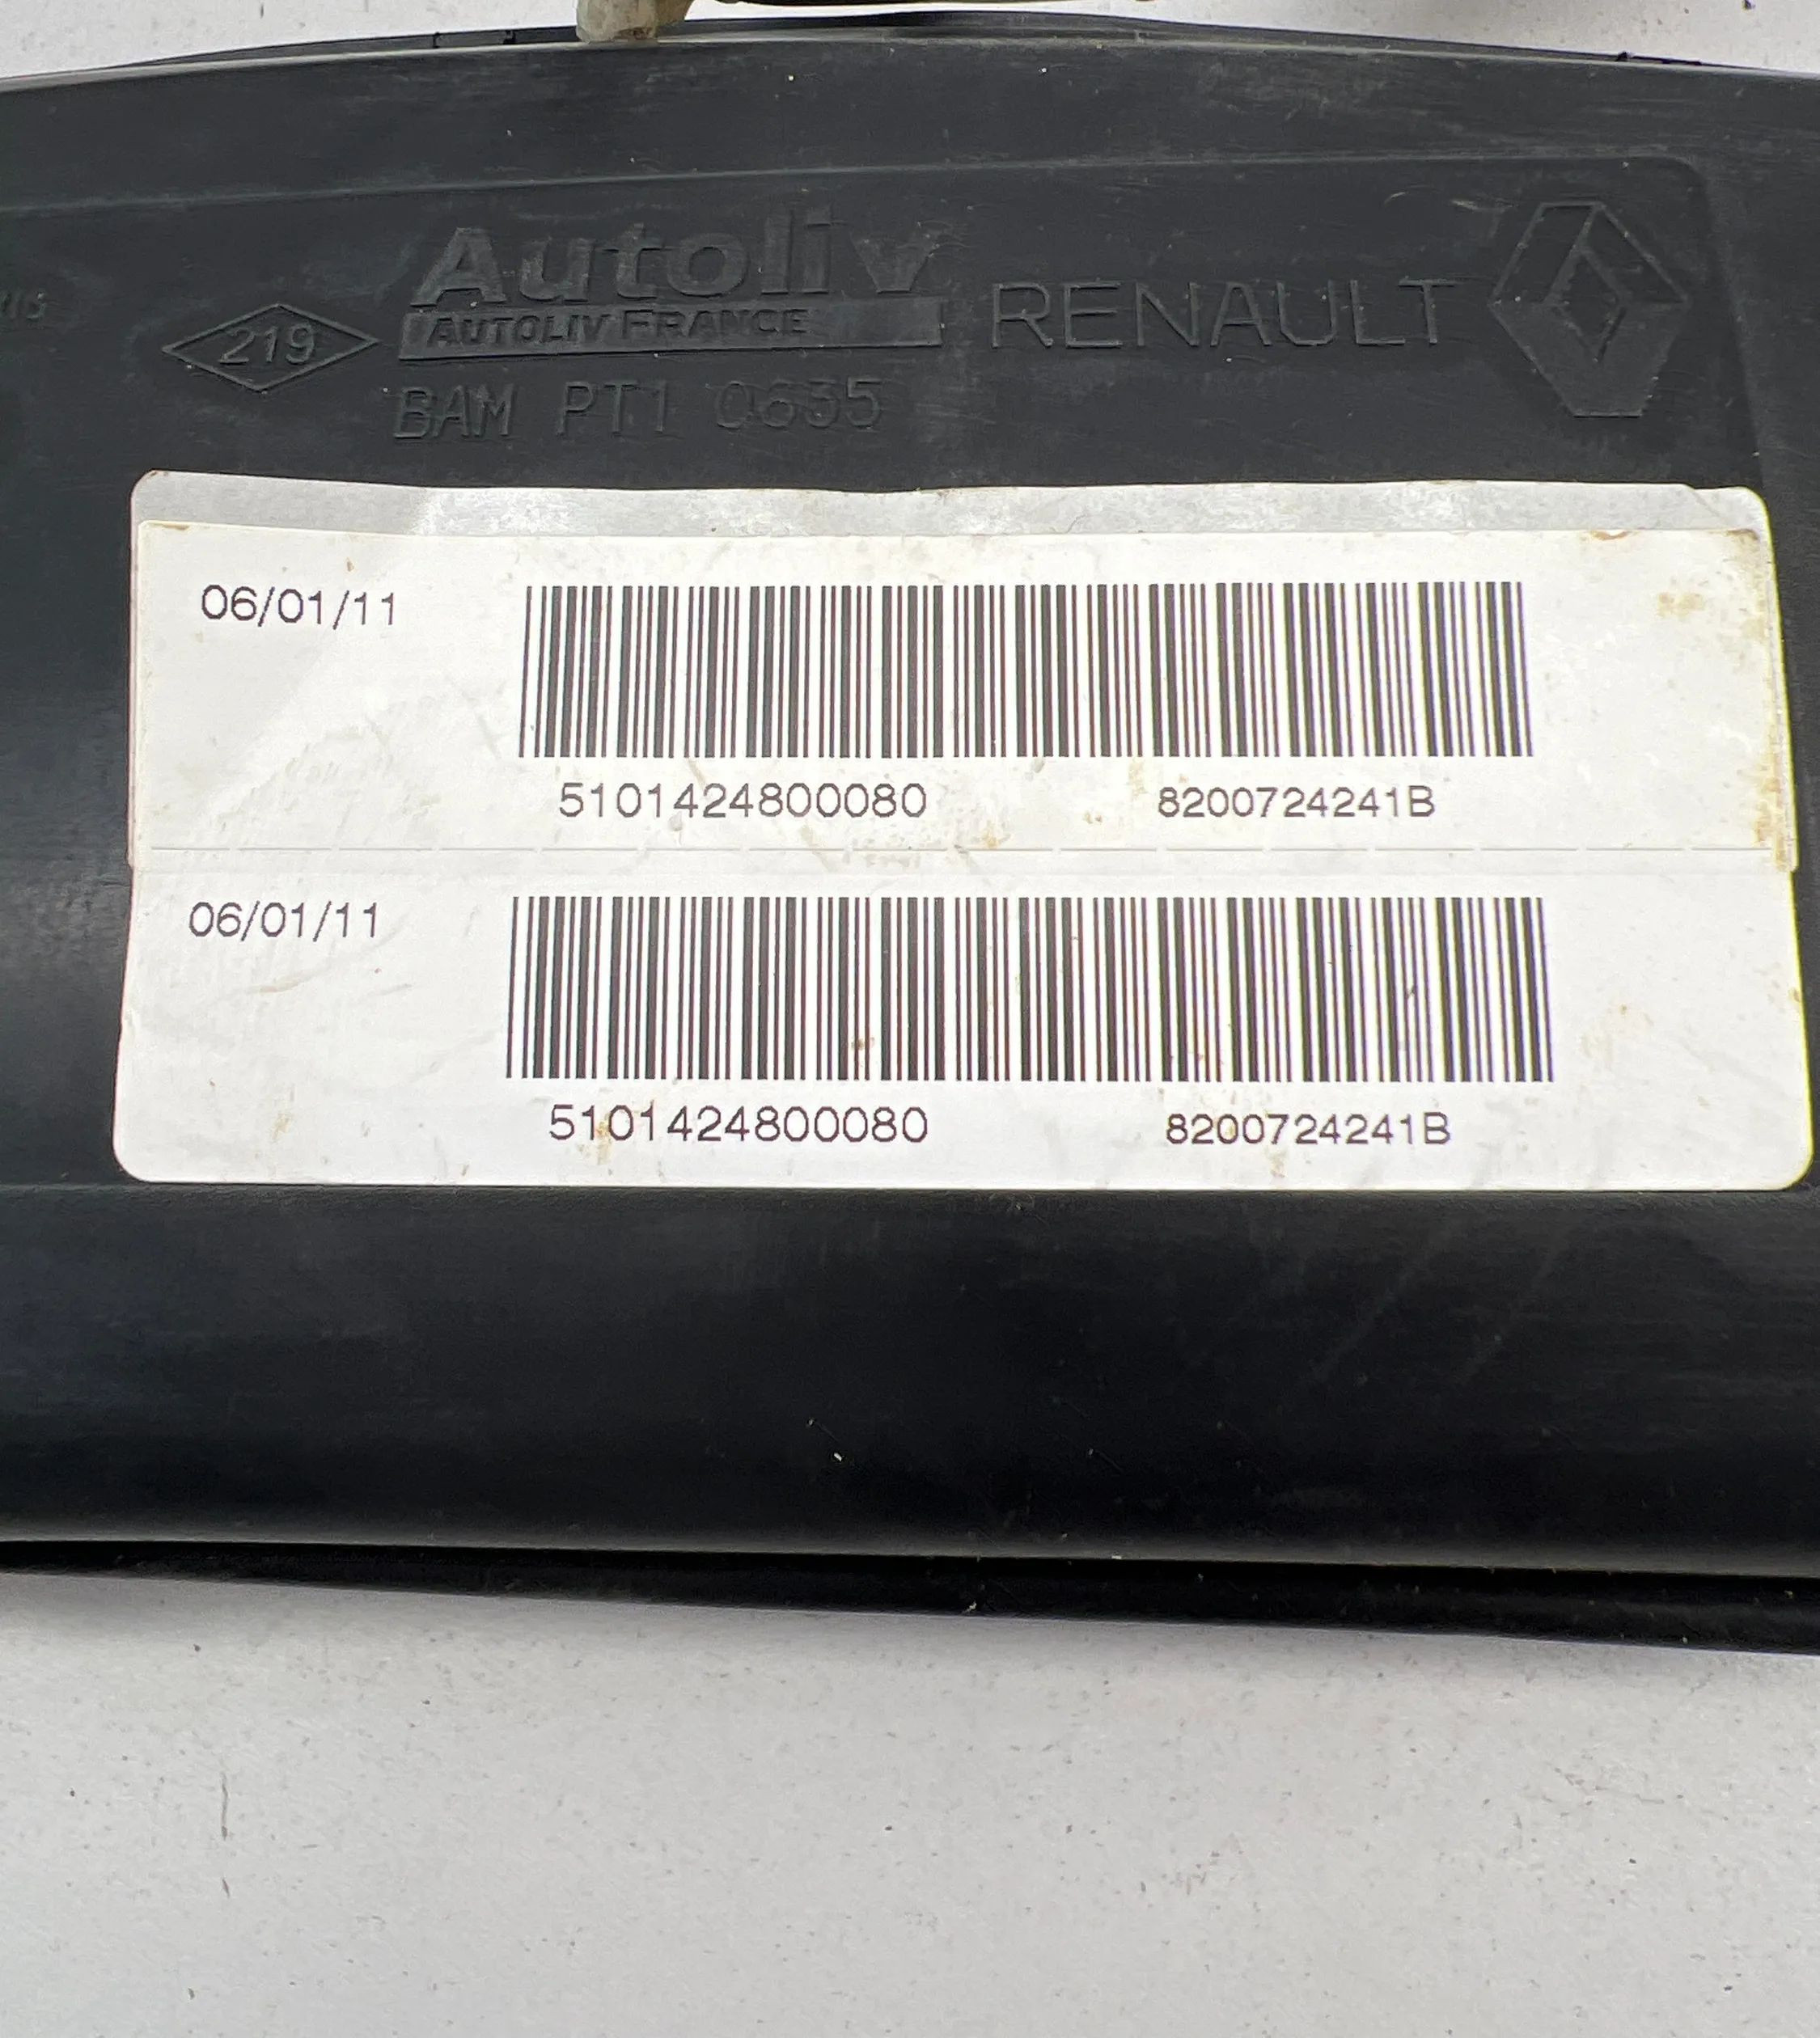 Autoliv
219 AUTOLIV FRANCE RENAULT
BAM PT1 0635
06/01/11
5101424800080 8200724241B
06/01/11
5101424800080 8200724241B